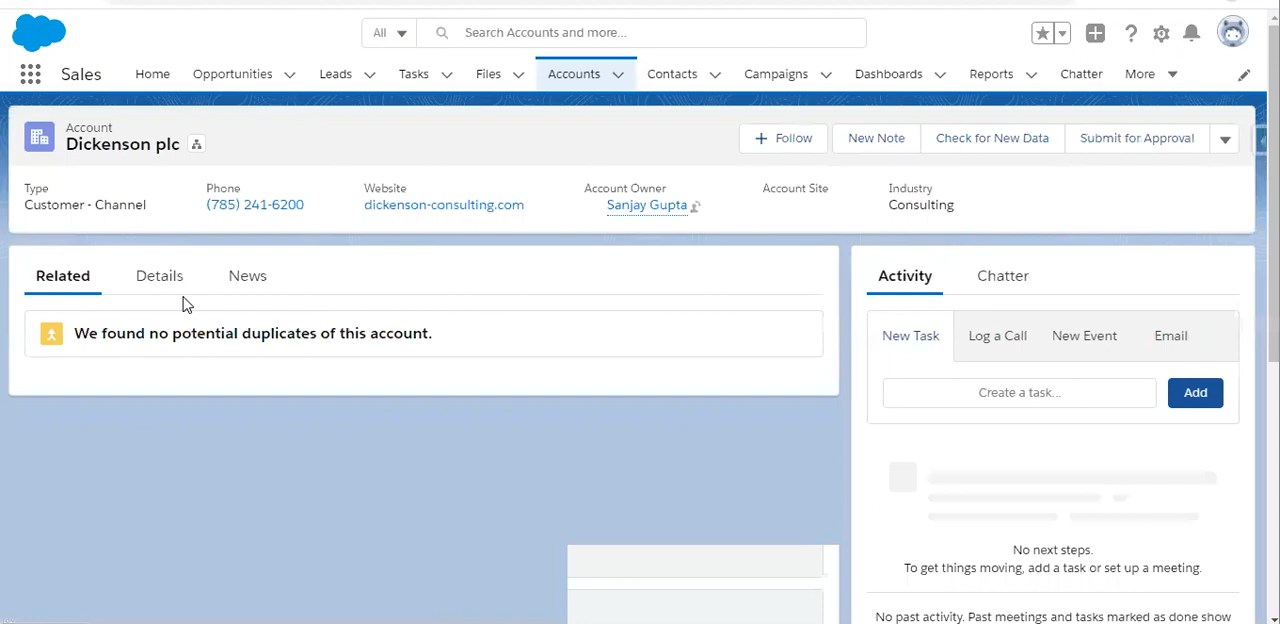 All
Search Accounts and more...
Sales
Home
Opportunities
Leads
Tasks
Files
Accounts
Contacts
Campaigns
Dashboards
Reports
Chatter
More
Account
Dickenson plc
Follow
New Note
Check for New Data
Submit for Approval
Type
Customer - Channel
Phone
(785) 241-6200
Website
dickenson-consulting.com
Account Owner
Sanjay Gupta
Account Site
Industry
Consulting
Related
Details
News
We found no potential duplicates of this account.
Activity
Chatter
New Task
Log a Call
New Event
Email
Create a task...
Add
No next steps.
To get things moving, add a task or set up a meeting.
No past activity. Past meetings and tasks marked as done show